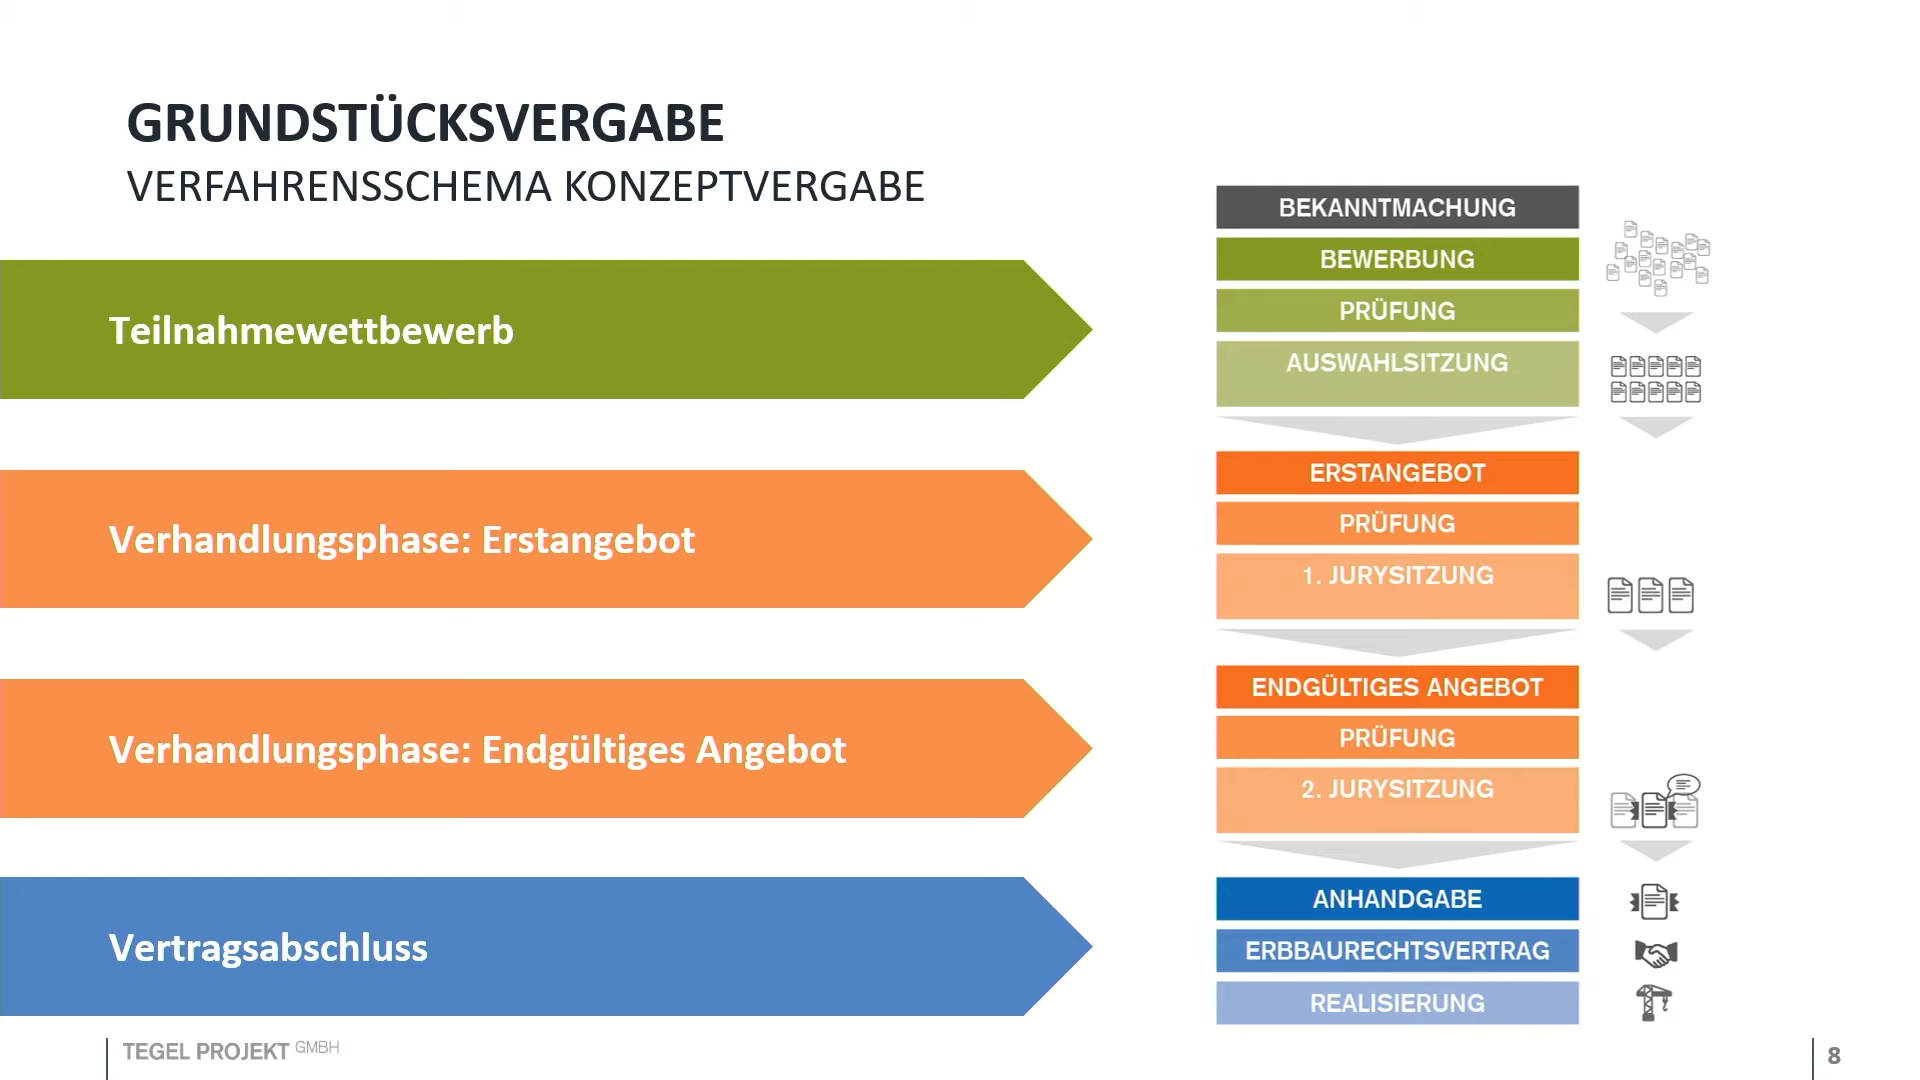 GRUNDSTÜCKSVERGABE
VERFAHRENSSCHEMA KONZEPTVERGABE
Teilnahmewettbewerb
Verhandlungsphase: Erstangebot
Verhandlungsphase: Endgültiges Angebot
Vertragsabschluss
BEKANNTMACHUNG
BEWERBUNG
PRÜFUNG
AUSWAHLSITZUNG
ERSTANGEBOT
PRÜFUNG
1. JURYSITZUNG
ENDGÜLTIGES ANGEBOT
PRÜFUNG
2. JURYSITZUNG
ANHANDGABE
ERBBAURECHTSVERTRAG
REALISIERUNG
TEGEL PROJEKT GMBH
8